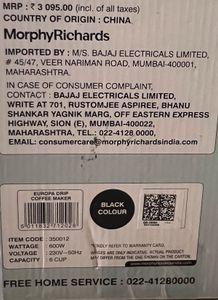 MRP : ₹ 3 095.00 (incl. of all taxes)
COUNTRY OF ORIGIN : CHINA
MorphyRichards
IMPORTED BY : M/S. BAJAJ ELECTRICALS LIMITED,
# 45/47, VEER NARIMAN ROAD, MUMBAI-400001,
MAHARASHTRA.
IN CASE OF CONSUMER COMPLAINT,
CONTACT - BAJAJ ELECTRICALS LIMITED,
WRITE AT 701, RUSTOMJEE ASPIREE, BHANU
SHANKAR YAGNIK MARG, OFF EASTERN EXPRESS
HIGHWAY, SION (E), MUMBAI-400022,
MAHARASHTRA, TEL.: 022-4128 0000,
EMAIL: consumercare@morphyrichardsindia.com
EUROPA DRIP
COFFEE MAKER
5 011832 712028
BLACK
COLOUR
MODEL : 350012
WATTAGE : 600W
VOLTAGE : 230V~50Hz
CAPACITY : 6 CUP
FREE HOME SERVICE : 022-41280000